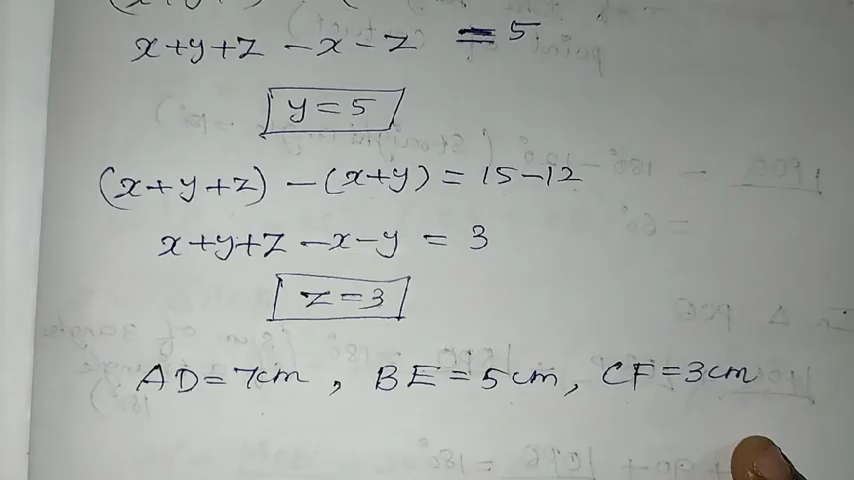 x+y+z -x-z = 5
y=5
(x+y+z) -(x+y) = 15-12
x+y+z -x-y = 3
z=3
AD=7cm, BE=5cm, CF=3cm